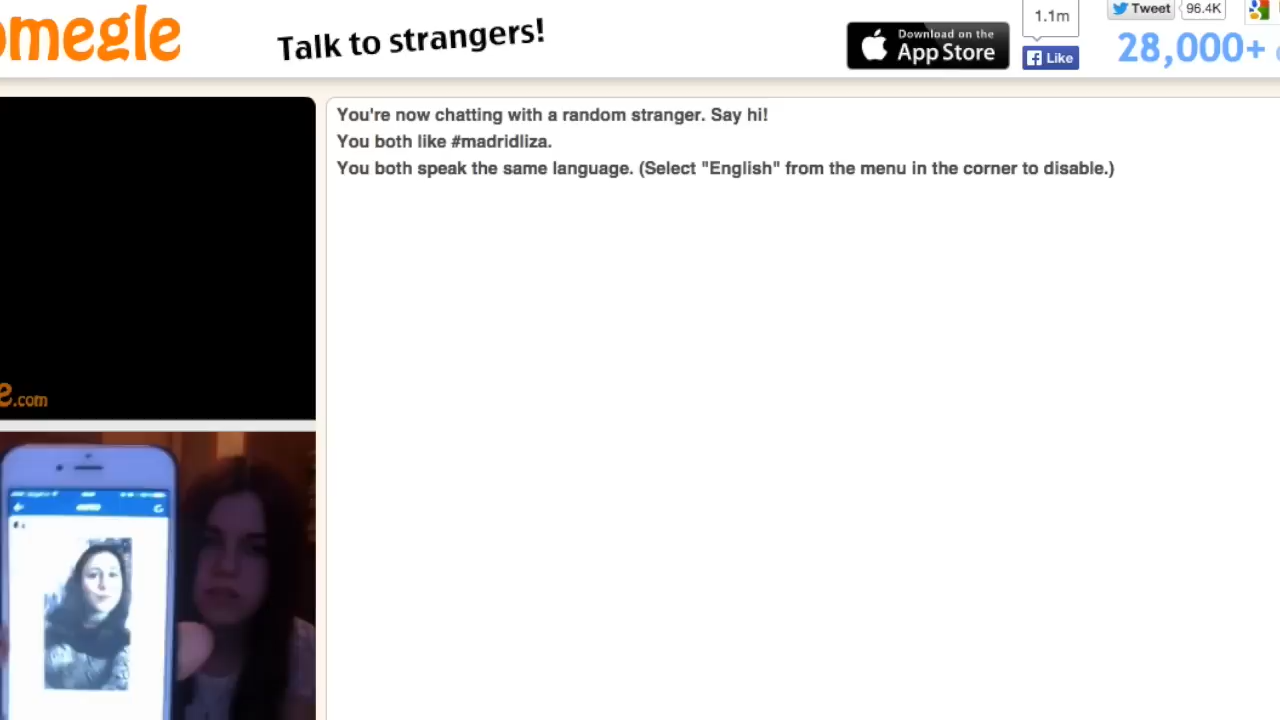 omegle
Talk to strangers!
Download on the
App Store
1.1m
Like
Tweet
96.4K
28,000+
You're now chatting with a random stranger. Say hi!
You both like #madridliza.
You both speak the same language. (Select "English" from the menu in the corner to disable.)
e.com